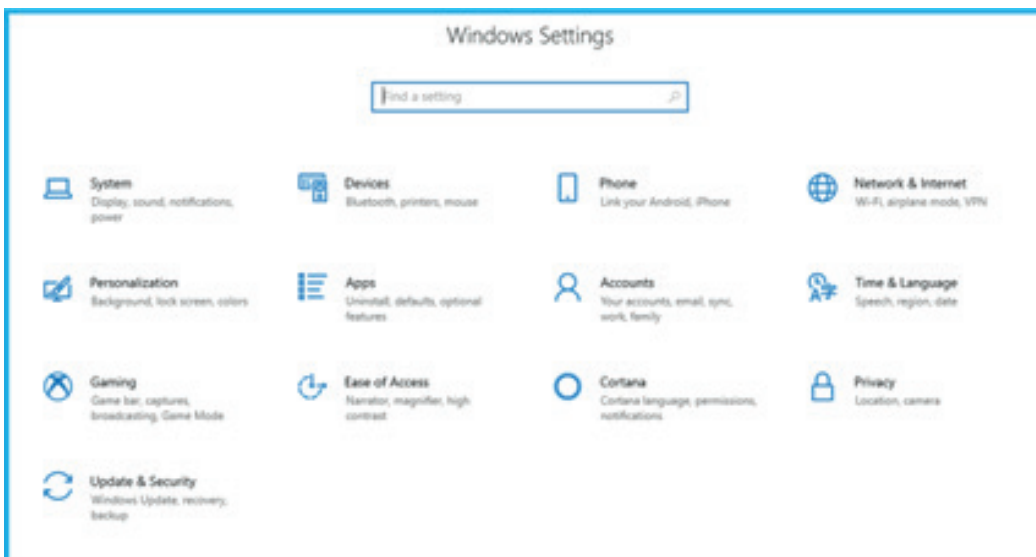 Windows Settings
Find a setting
System
Display, sound, notifications,
power
Devices
Bluetooth, printers, mouse
Phone
Link your Android, iPhone
Network & Internet
Wi-Fi, airplane mode, VPN
Personalization
Background, lock screen, colors
Apps
Uninstall, defaults, optional
features
Accounts
Your accounts, email, sync,
work, family
Time & Language
Speech, region, date
Gaming
Game bar, captures,
broadcasting, Game Mode
Ease of Access
Narrator, magnifier, high
contrast
Cortana
Cortana language, permissions,
notifications
Privacy
Location, camera
Update & Security
Windows Update, recovery,
backup